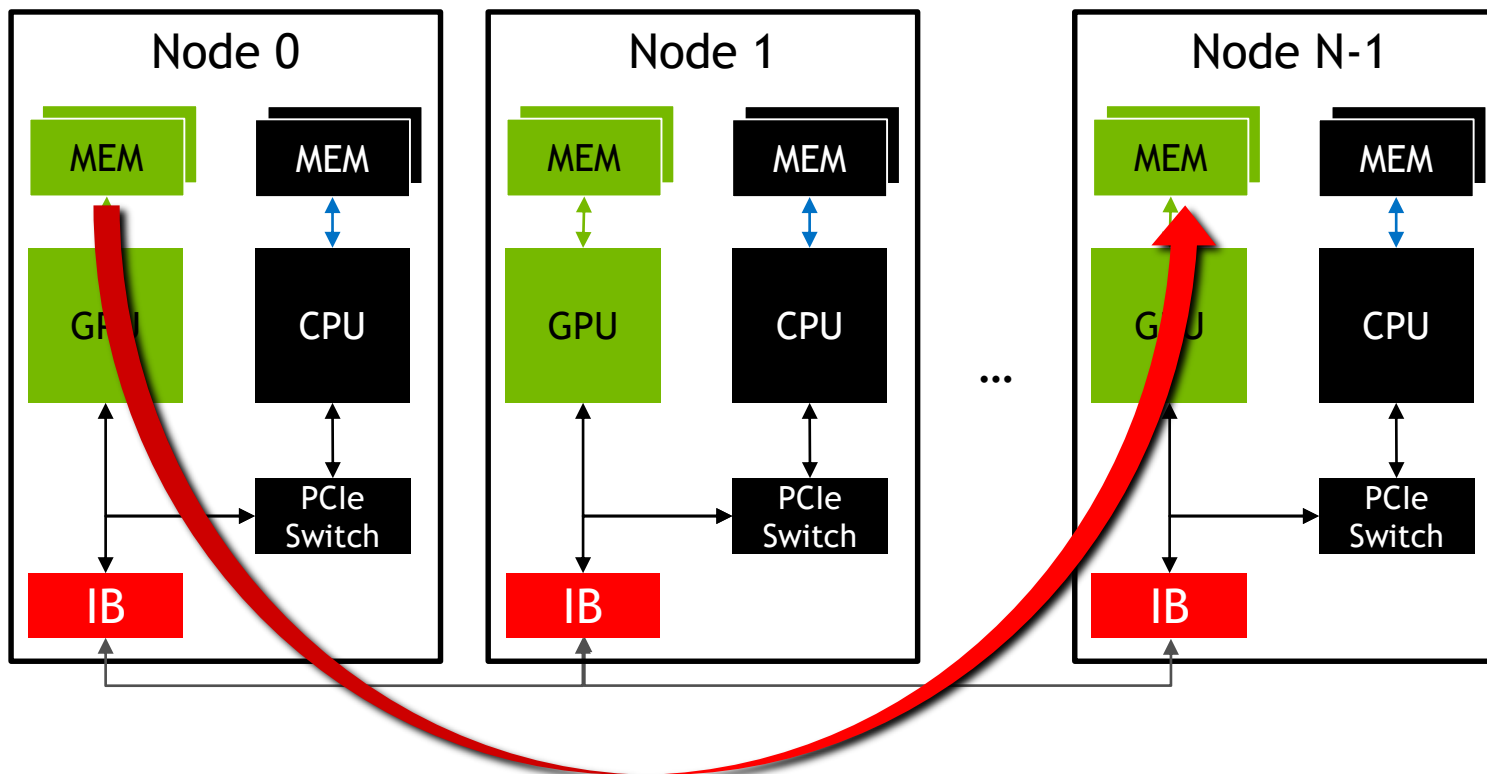 Node 0
Node 1
Node N-1
MEM
MEM
MEM
MEM
MEM
MEM
GPU
CPU
GPU
CPU
...
GPU
CPU
PCIe
Switch
PCIe
Switch
PCIe
Switch
IB
IB
IB